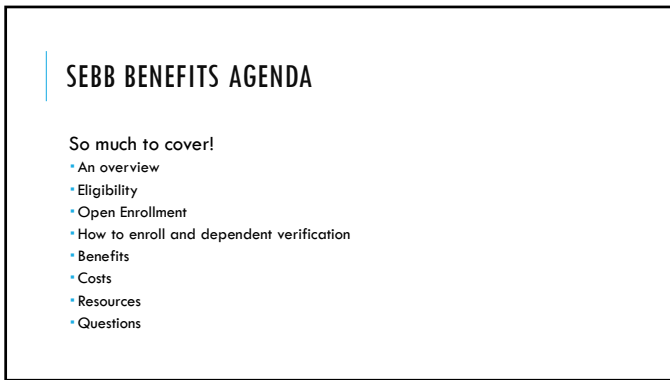 SEBB BENEFITS AGENDA
So much to cover!
▪ An overview
▪ Eligibility
▪ Open Enrollment
▪ How to enroll and dependent verification
▪ Benefits
▪ Costs
▪ Resources
▪ Questions